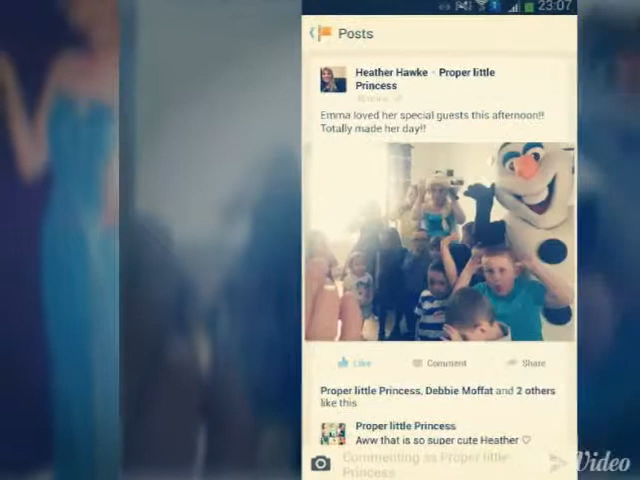 23:07
Posts
Heather Hawke · Proper little
Princess
Emma loved her special guests this afternoon!!
Totally made her day!!
Like Comment Share
Proper little Princess, Debbie Moffat and 2 others
like this
Proper little Princess
Aww that is so super cute Heather ♡
Commenting as Proper little
Princess
Video